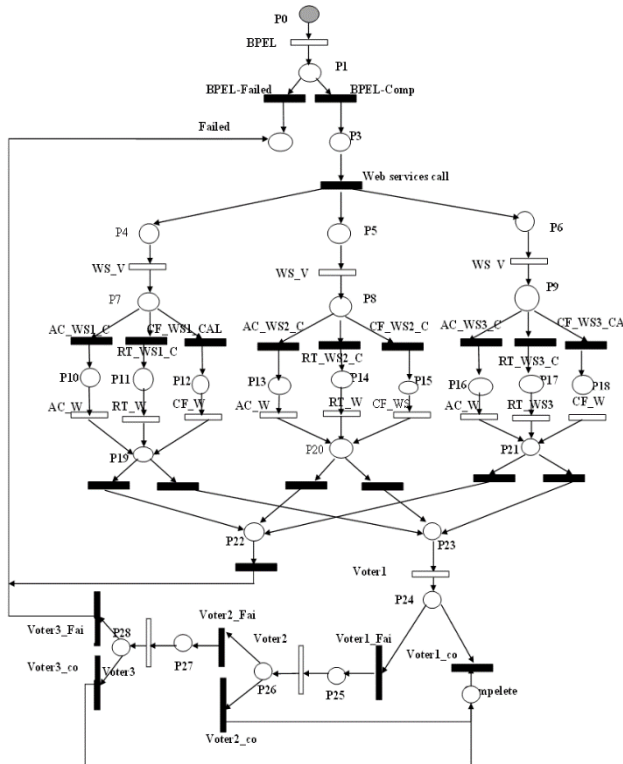 P0
BPEL
P1
BPEL-Failed BPEL-Comp
Failed P3
Web services call
P4 P5 P6
WS_V WS_V WS_V
P7 P8 P9
AC_WS1_C CF_WS1_CAL AC_WS2_C CF_WS2_C AC_WS3_C CF_WS3_CA
RT_WS1_C RT_WS2_C RT_WS3_C
P10 P11 P12 P13 P14 P15 P16 P17 P18
AC_W RT_W CF_W AC_W RT_W CF_WS AC_W RT_WS3 CF_W
P19 P20 P21
P22 P23
Voter1
P24
Voter3_Fai P28 Voter2_Fai Voter2 Voter1_Fai
Voter1_co
P27
Voter3_co Voter3 P26 P25 mpelete
Voter2_co